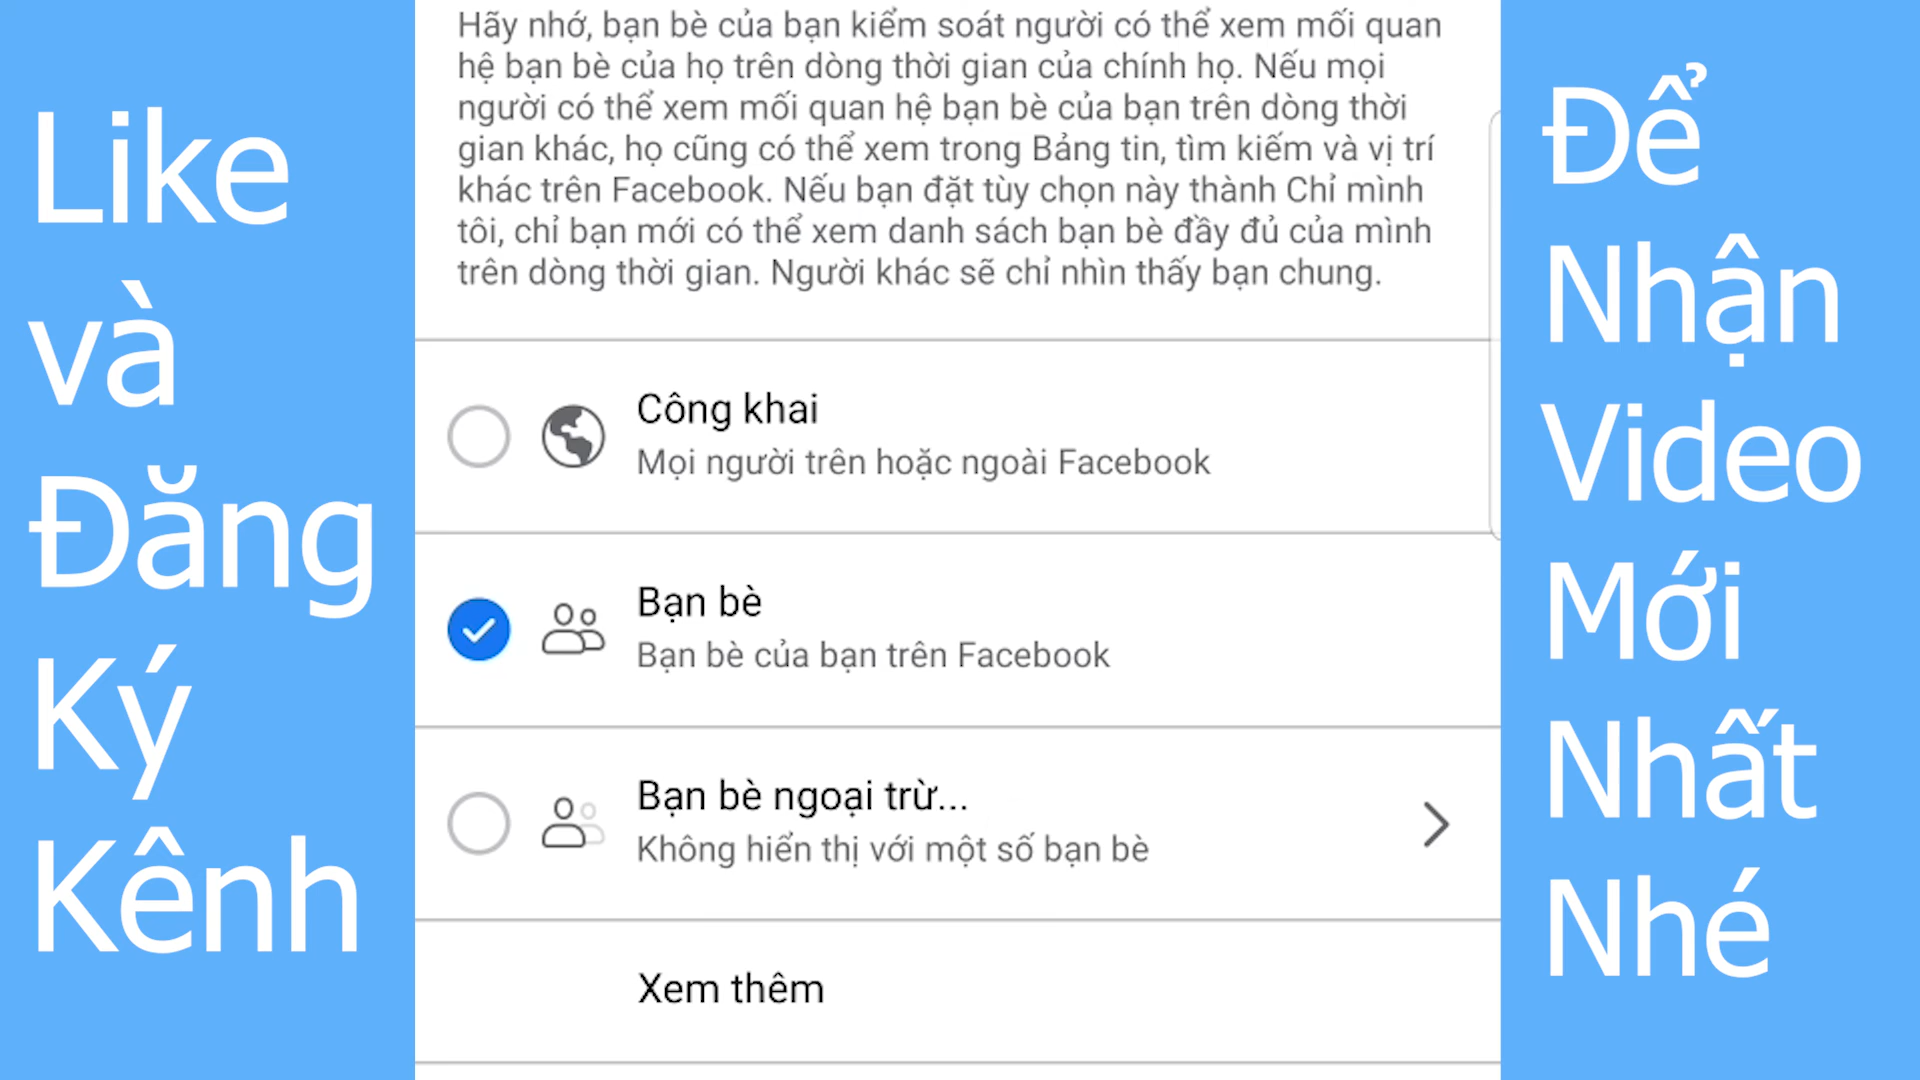 Like
và
Đăng
Ký
Kênh
Hãy nhớ, bạn bè của bạn kiểm soát người có thể xem mối quan
hệ bạn bè của họ trên dòng thời gian của chính họ. Nếu mọi
người có thể xem mối quan hệ bạn bè của bạn trên dòng thời
gian khác, họ cũng có thể xem trong Bảng tin, tìm kiếm và vị trí
khác trên Facebook. Nếu bạn đặt tùy chọn này thành Chỉ mình
tôi, chỉ bạn mới có thể xem danh sách bạn bè đầy đủ của mình
trên dòng thời gian. Người khác sẽ chỉ nhìn thấy bạn chung.
Công khai
Mọi người trên hoặc ngoài Facebook
Bạn bè
Bạn bè của bạn trên Facebook
Bạn bè ngoại trừ...
Không hiển thị với một số bạn bè
Xem thêm
Để
Nhận
Video
Mới
Nhất
Nhé